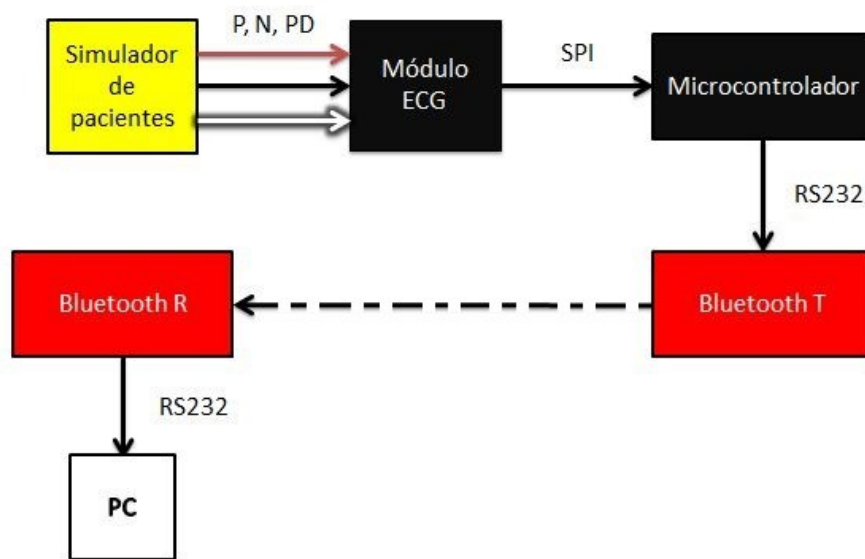 P, N, PD
Simulador
de
pacientes
Módulo
ECG
SPI
Microcontrolador
RS232
Bluetooth R
Bluetooth T
RS232
PC